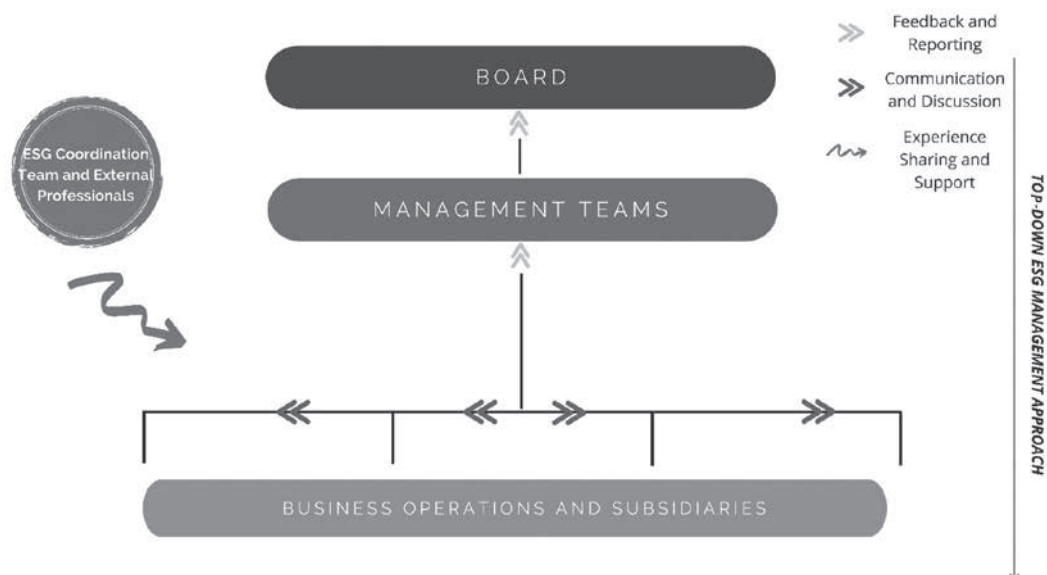 Feedback and
Reporting
BOARD
Communication
and Discussion
ESG Coordination
Team and External
Professionals
Experience
Sharing and
Support
MANAGEMENT TEAMS
TOP-DOWN ESG MANAGEMENT APPROACH
BUSINESS OPERATIONS AND SUBSIDIARIES